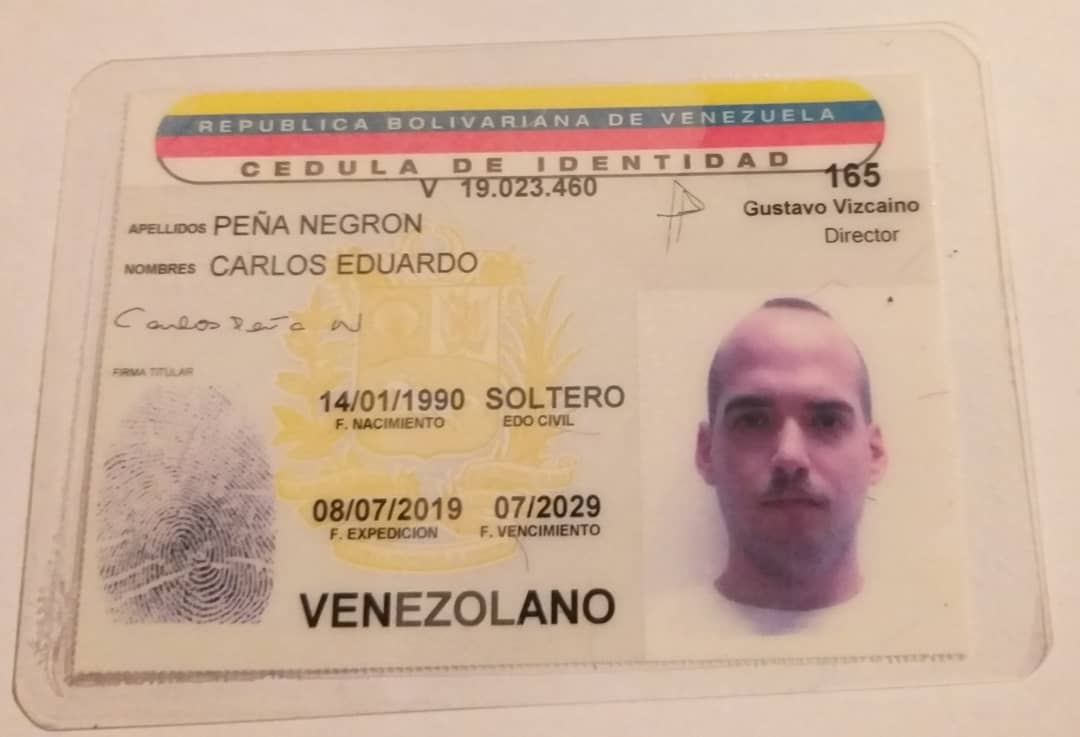 REPUBLICA BOLIVARIANA DE VENEZUELA
CEDULA DE IDENTIDAD
V 19.023.460
165
Gustavo Vizcaino
Director
APELLIDOS PEÑA NEGRON
NOMBRES CARLOS EDUARDO
Carlos Peña N
FIRMA TITULAR
14/01/1990 SOLTERO
F. NACIMIENTO EDO CIVIL
08/07/2019 07/2029
F. EXPEDICION F. VENCIMIENTO
VENEZOLANO